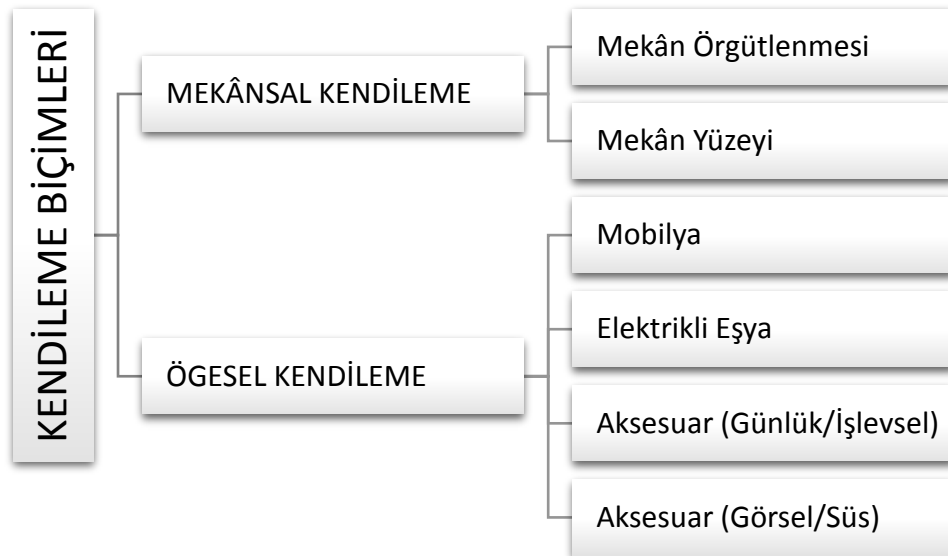 KENDİLEME BİÇİMLERİ
MEKÂNSAL KENDİLEME
Mekân Örgütlenmesi
Mekân Yüzeyi
ÖGESEL KENDİLEME
Mobilya
Elektrikli Eşya
Aksesuar (Günlük/İşlevsel)
Aksesuar (Görsel/Süs)